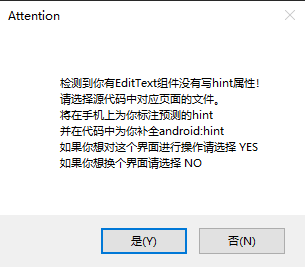 Attention
检测到你有EditText组件没有写hint属性！
请选择源代码中对应页面的文件。
将在手机上为你标注预测的hint
并在代码中为你补全android:hint
如果你想对这个界面进行操作请选择 YES
如果你想换个界面请选择 NO
是(Y)
否(N)